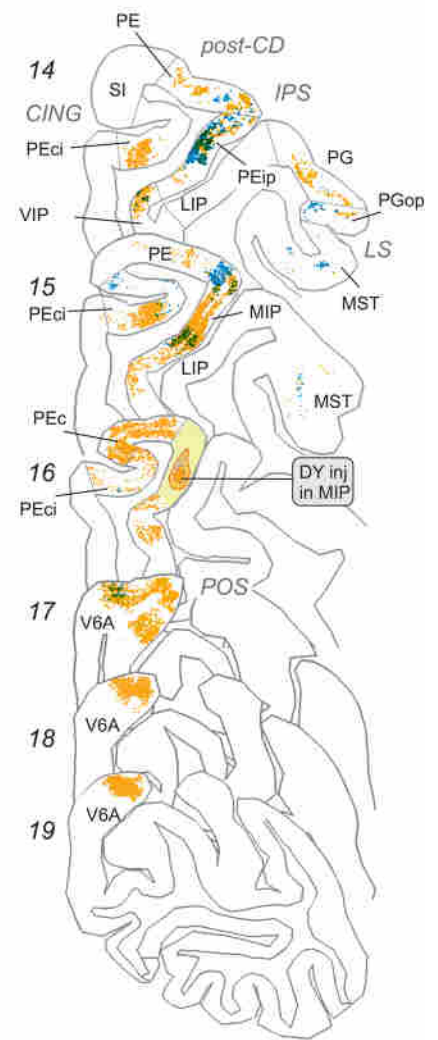 PE
post-CD
14
SI
IPS
CING
PEci
PG
PEip
LIP
VIP
PGop
LS
PE
MST
15
PEci
MIP
LIP
MST
PEc
16
DY inj
in MIP
PEci
POS
17
V6A
18
V6A
19
V6A